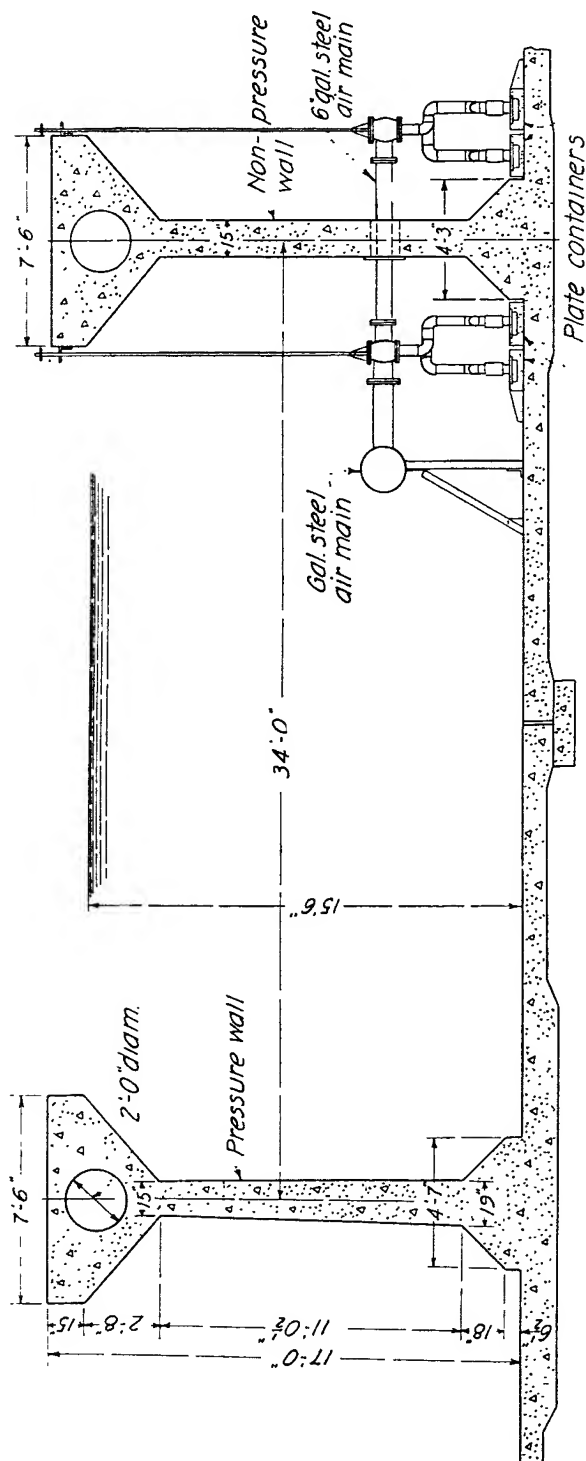 7'-6"
2'-0"diam.
15"
Pressure wall
4'-7"
19"
15"
2'-8"
11'-0½"
18"
6½"
17'-0"
34'-0"
15'6"
Gal. steel
air main
7'-6"
Non-pressure
wall
15"
6"gal. steel
air main
4'-3"
Plate containers